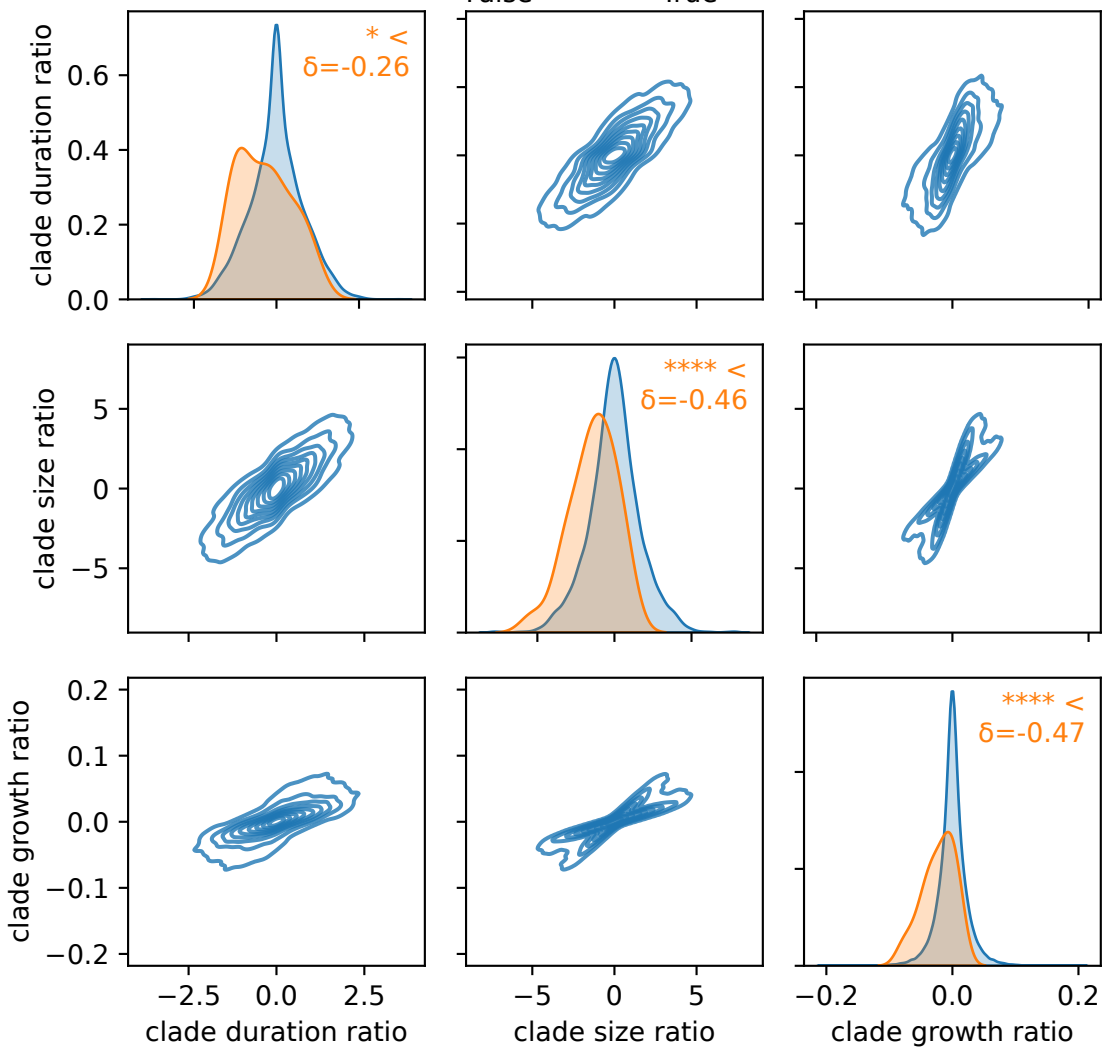 clade duration ratio
0.6
0.4
0.2
0.0
* <
δ=-0.26
clade size ratio
5
0
−5
**** <
δ=-0.46
clade growth ratio
0.2
0.1
0.0
−0.1
−0.2
**** <
δ=-0.47
−2.5 0.0 2.5
−5 0 5
−0.2 0.0 0.2
clade duration ratio
clade size ratio
clade growth ratio